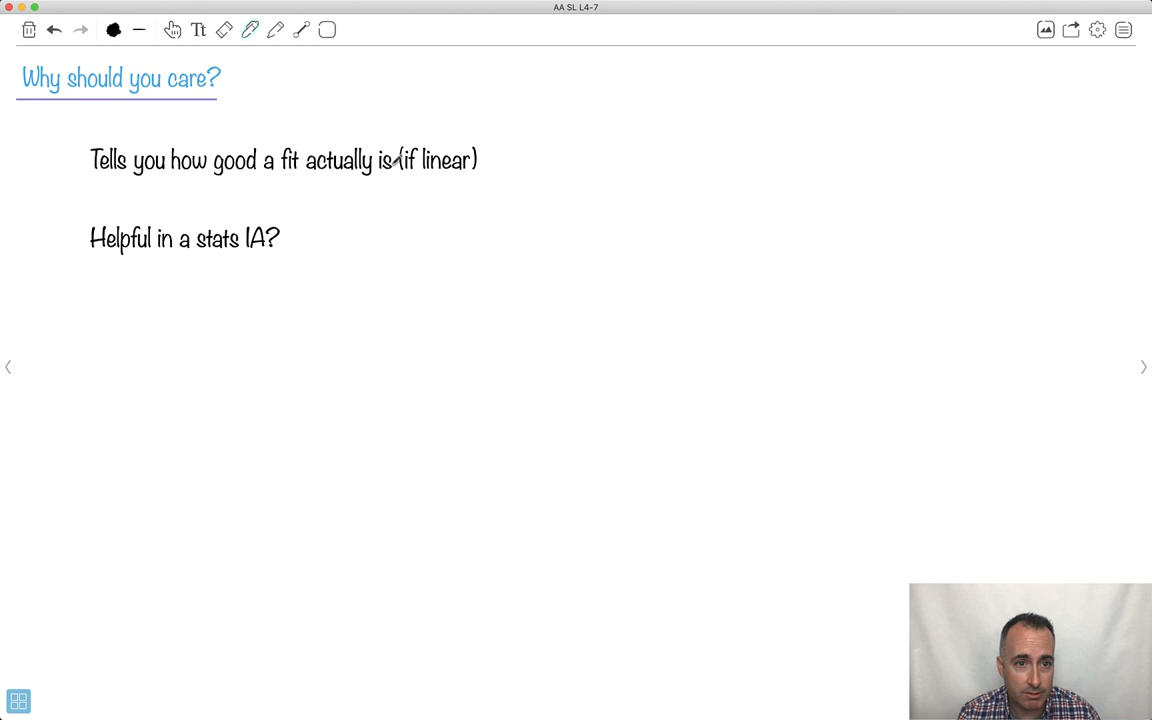 AA SL L4-7
Tt
Why should you care?
Tells you how good a fit actually is (if linear)
Helpful in a stats IA?